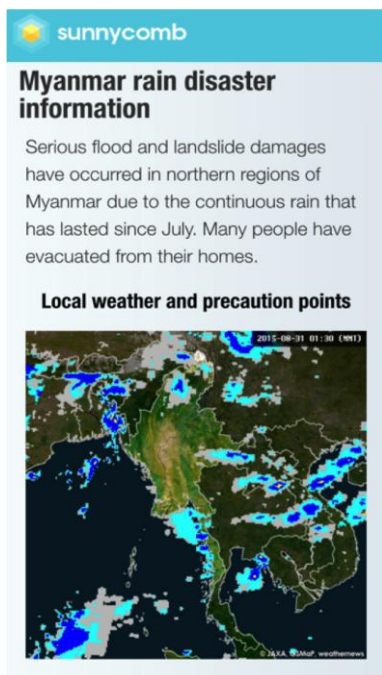 sunnycomb
Myanmar rain disaster
information
Serious flood and landslide damages
have occurred in northern regions of
Myanmar due to the continuous rain that
has lasted since July. Many people have
evacuated from their homes.
Local weather and precaution points
2015-08-31 01:30 (MMT)
© JAXA, GSMaP, weathernews